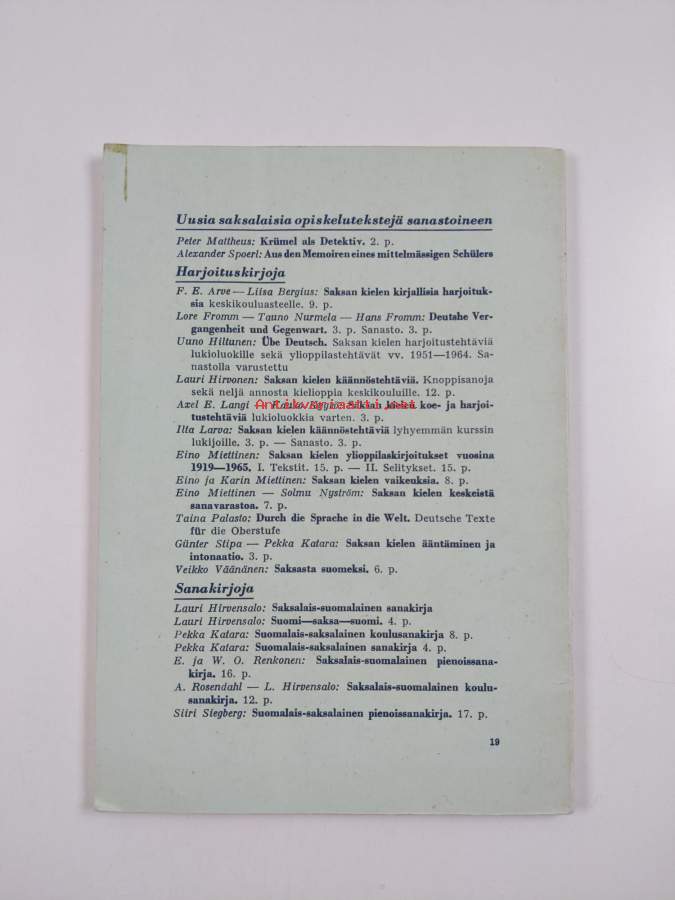 Uusia saksalaisia opiskelutekstejä sanastoineen
Peter Mattheus: Krümel als Detektiv. 2. p.
Alexander Spoerl: Aus den Memoiren eines mittelmässigen Schülers
Harjoituskirjoja
F. E. Arve — Liisa Bergius: Saksan kielen kirjallisia harjoituk-
sia keskikouluasteelle. 9. p.
Lore Fromm — Tauno Nurmela — Hans Fromm: Deutshe Ver-
gangenheit und Gegenwart. 3. p. Sanasto. 3. p.
Uuno Hiltunen: Übe Deutsch. Saksan kielen harjoitustehtäviä
lukioluokille sekä ylioppilastehtävät vv. 1951—1964. Sa-
nastolla varustettu
Lauri Hirvonen: Saksan kielen käännöstehtäviä. Knoppisanoja
sekä neljä annosta kielioppia keskikouluille. 12. p.
Axel E. Langi Saksan kielen koe- ja harjoi-
tustehtäviä lukioluokkia varten. 3. p.
Ilta Larva: Saksan kielen käännöstehtäviä lyhyemmän kurssin
lukijoille. 3. p. — Sanasto. 3. p.
Eino Miettinen: Saksan kielen ylioppilaskirjoitukset vuosina
1919—1965. I. Tekstit. 15. p. — II. Selitykset. 15. p.
Eino ja Karin Miettinen: Saksan kielen vaikeuksia. 8. p.
Eino Miettinen — Solmu Nyström: Saksan kielen keskeistä
sanavarastoa. 7. p.
Taina Palasto: Durch die Sprache in die Welt. Deutsche Texte
für die Oberstufe
Günter Stipa — Pekka Katara: Saksan kielen ääntäminen ja
intonaatio. 3. p.
Veikko Väänänen: Saksasta suomeksi. 6. p.
Sanakirjoja
Lauri Hirvensalo: Saksalais-suomalainen sanakirja
Lauri Hirvensalo: Suomi—saksa—suomi. 4. p.
Pekka Katara: Suomalais-saksalainen koulusanakirja 8. p.
Pekka Katara: Suomalais-saksalainen sanakirja 4. p.
E. ja W. O. Renkonen: Saksalais-suomalainen pienoissana-
kirja. 16. p.
A. Rosendahl — L. Hirvensalo: Saksalais-suomalainen koulu-
sanakirja. 12. p.
Siiri Siegberg: Suomalais-saksalainen pienoissanakirja. 17. p.
19